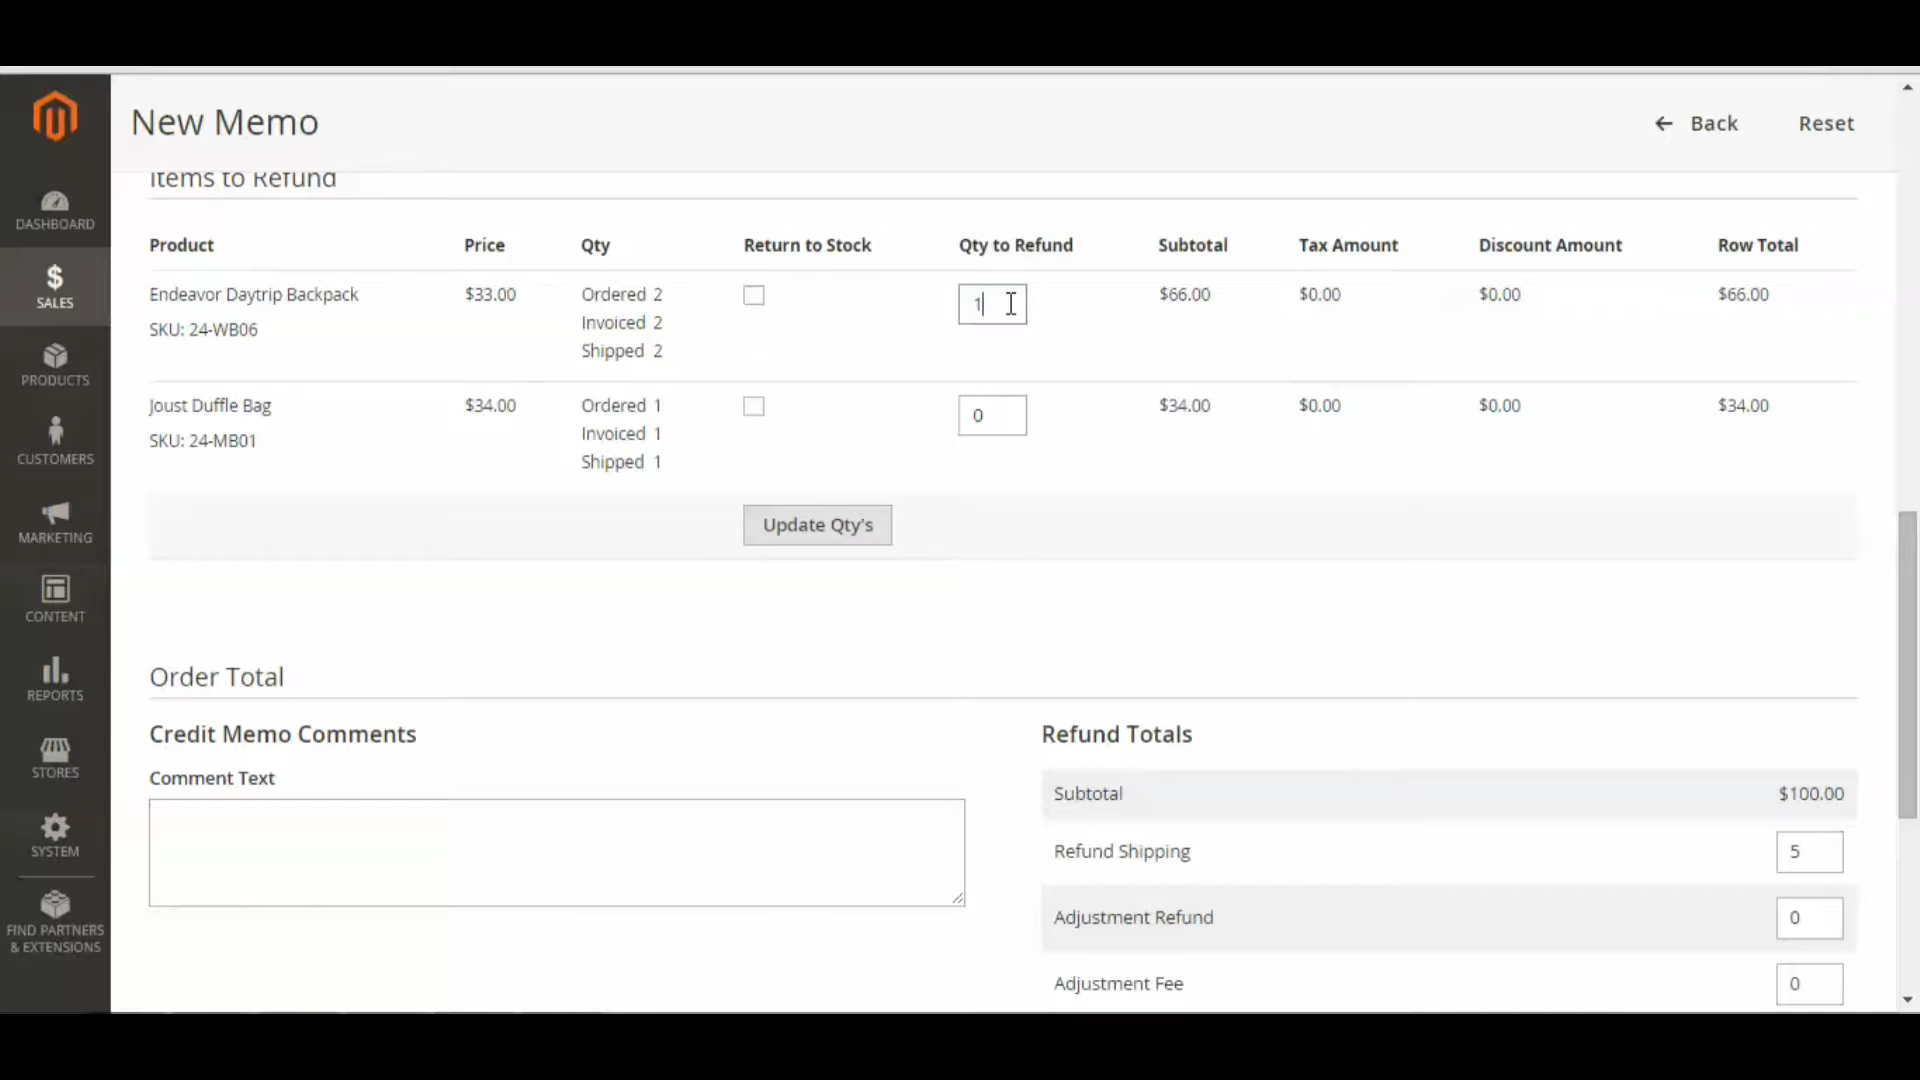 New Memo
Back
Reset
Items to Refund
Product Price Qty Return to Stock Qty to Refund Subtotal Tax Amount Discount Amount Row Total
Endeavor Daytrip Backpack $33.00 Ordered 2 1 $66.00 $0.00 $0.00 $66.00
SKU: 24-WB06 Invoiced 2
Shipped 2
Joust Duffle Bag $34.00 Ordered 1 0 $34.00 $0.00 $0.00 $34.00
SKU: 24-MB01 Invoiced 1
Shipped 1
Update Qty's
Order Total
Credit Memo Comments
Comment Text
Refund Totals
Subtotal $100.00
Refund Shipping 5
Adjustment Refund 0
Adjustment Fee 0
DASHBOARD
$
SALES
PRODUCTS
CUSTOMERS
MARKETING
CONTENT
REPORTS
STORES
SYSTEM
FIND PARTNERS
& EXTENSIONS